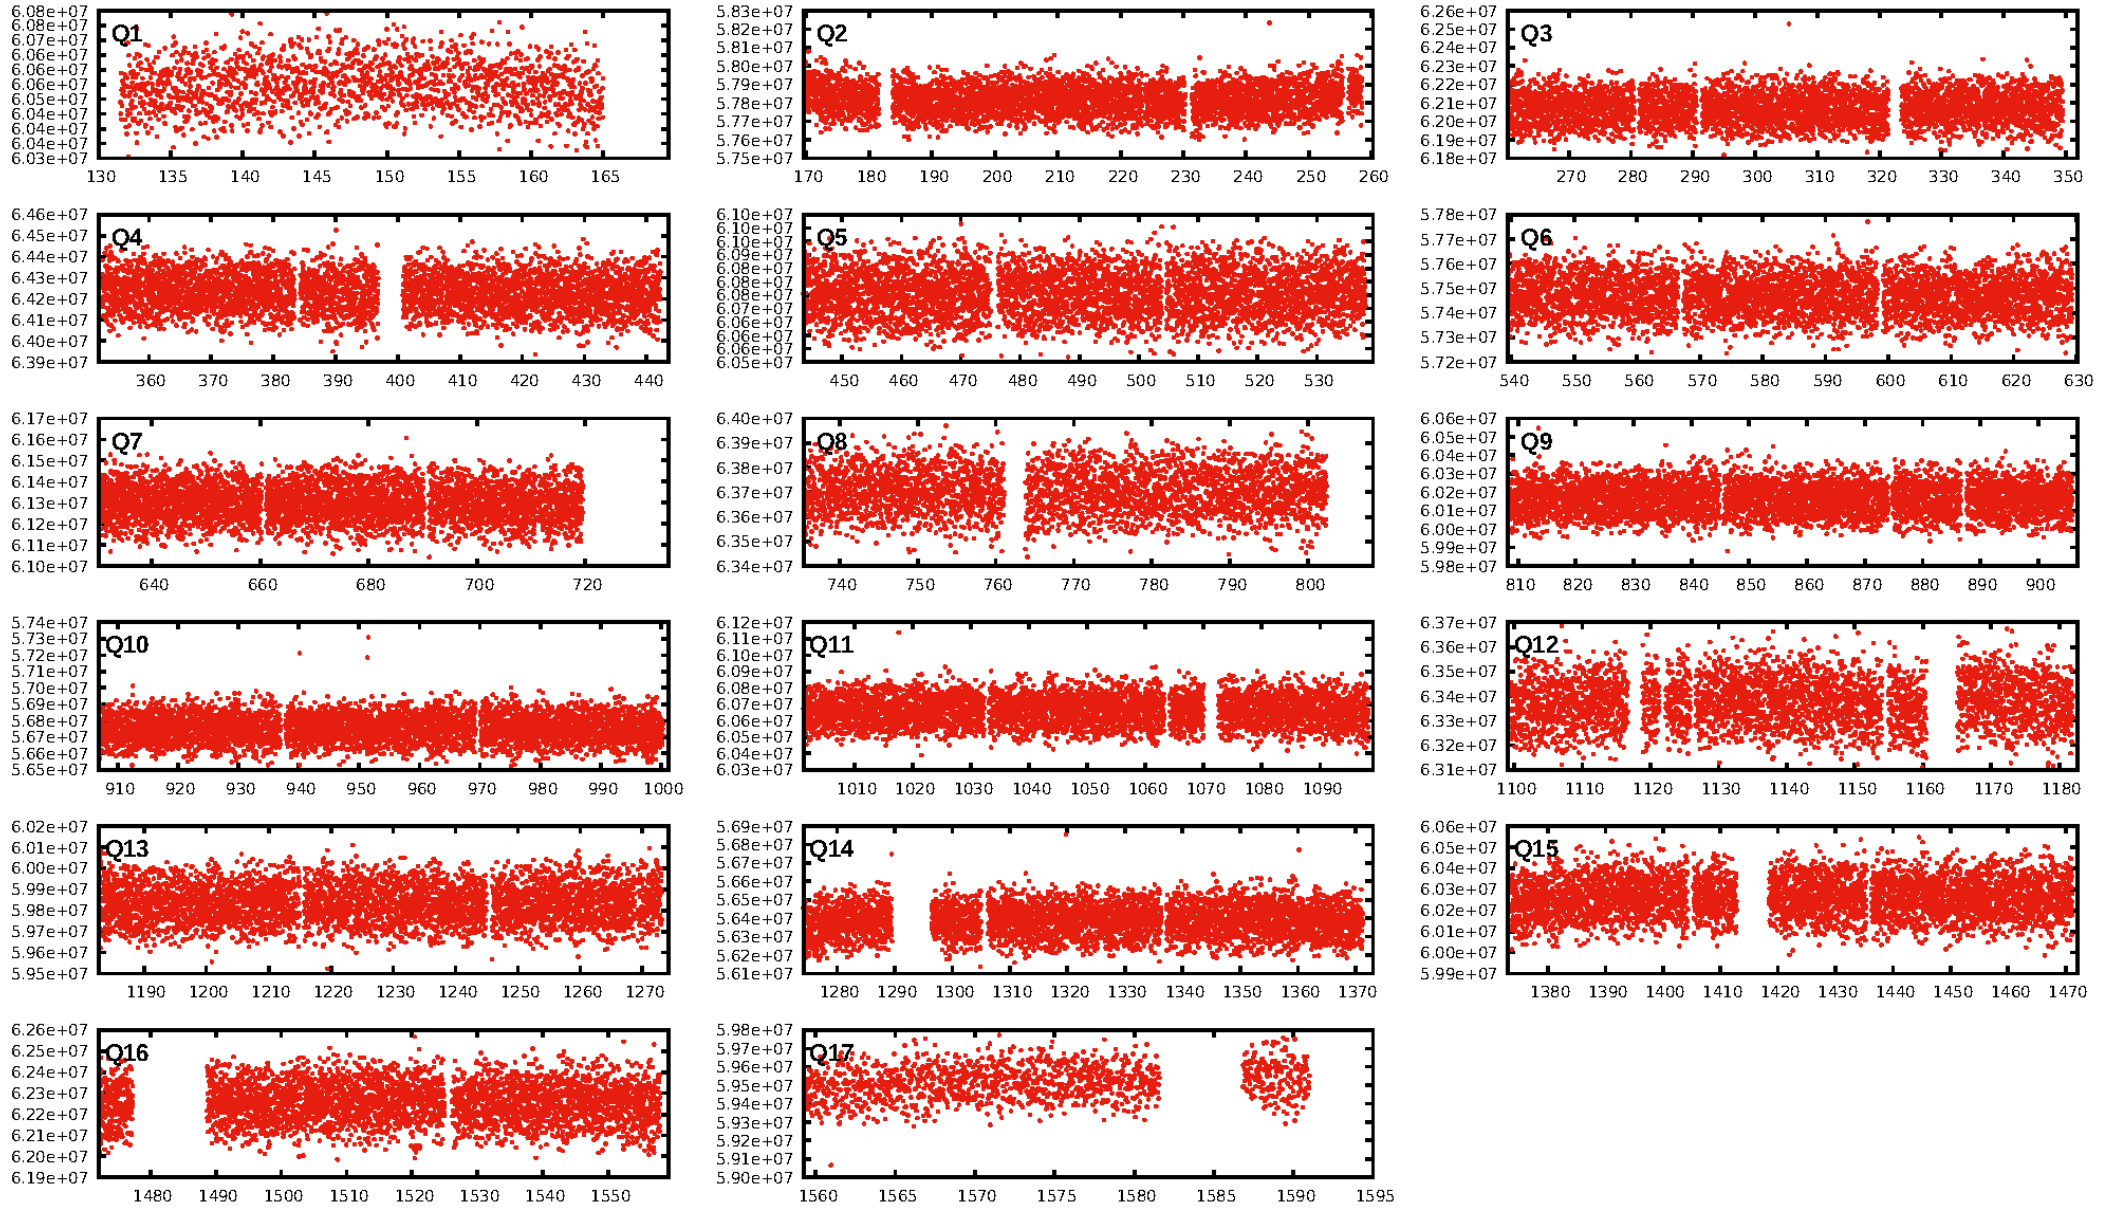 6.08e+07
6.08e+07
6.07e+07
6.06e+07
6.06e+07
6.06e+07
6.05e+07
6.04e+07
6.04e+07
6.04e+07
6.03e+07
Q1
130 135 140 145 150 155 160 165
5.83e+07
5.82e+07
5.81e+07
5.80e+07
5.79e+07
5.78e+07
5.77e+07
5.76e+07
5.75e+07
Q2
170 180 190 200 210 220 230 240 250 260
6.26e+07
6.25e+07
6.24e+07
6.23e+07
6.22e+07
6.21e+07
6.20e+07
6.19e+07
6.18e+07
Q3
270 280 290 300 310 320 330 340 350
6.46e+07
6.45e+07
6.44e+07
6.43e+07
6.42e+07
6.41e+07
6.40e+07
6.39e+07
Q4
360 370 380 390 400 410 420 430 440
6.10e+07
6.10e+07
6.09e+07
6.08e+07
6.08e+07
6.08e+07
6.07e+07
6.06e+07
6.06e+07
6.06e+07
6.05e+07
Q5
450 460 470 480 490 500 510 520 530
5.78e+07
5.77e+07
5.76e+07
5.75e+07
5.74e+07
5.73e+07
5.72e+07
Q6
540 550 560 570 580 590 600 610 620 630
6.17e+07
6.16e+07
6.15e+07
6.14e+07
6.13e+07
6.12e+07
6.11e+07
6.10e+07
Q7
640 660 680 700 720
6.40e+07
6.39e+07
6.38e+07
6.37e+07
6.36e+07
6.35e+07
6.34e+07
Q8
740 750 760 770 780 790 800
6.06e+07
6.05e+07
6.04e+07
6.03e+07
6.02e+07
6.01e+07
6.00e+07
5.99e+07
5.98e+07
Q9
810 820 830 840 850 860 870 880 890 900
5.74e+07
5.73e+07
5.72e+07
5.71e+07
5.70e+07
5.69e+07
5.68e+07
5.67e+07
5.66e+07
5.65e+07
Q10
910 920 930 940 950 960 970 980 990 1000
6.12e+07
6.11e+07
6.10e+07
6.09e+07
6.08e+07
6.07e+07
6.06e+07
6.05e+07
6.04e+07
6.03e+07
Q11
1010 1020 1030 1040 1050 1060 1070 1080 1090
6.37e+07
6.36e+07
6.35e+07
6.34e+07
6.33e+07
6.32e+07
6.31e+07
Q12
1100 1110 1120 1130 1140 1150 1160 1170 1180
6.02e+07
6.01e+07
6.00e+07
5.99e+07
5.98e+07
5.97e+07
5.96e+07
5.95e+07
Q13
1190 1200 1210 1220 1230 1240 1250 1260 1270
5.69e+07
5.68e+07
5.67e+07
5.66e+07
5.65e+07
5.64e+07
5.63e+07
5.62e+07
5.61e+07
Q14
1280 1290 1300 1310 1320 1330 1340 1350 1360 1370
6.06e+07
6.05e+07
6.04e+07
6.03e+07
6.02e+07
6.01e+07
6.00e+07
5.99e+07
Q15
1380 1390 1400 1410 1420 1430 1440 1450 1460 1470
6.26e+07
6.25e+07
6.24e+07
6.23e+07
6.22e+07
6.21e+07
6.20e+07
6.19e+07
Q16
1480 1490 1500 1510 1520 1530 1540 1550
5.98e+07
5.97e+07
5.96e+07
5.95e+07
5.94e+07
5.93e+07
5.92e+07
5.91e+07
5.90e+07
Q17
1560 1565 1570 1575 1580 1585 1590 1595